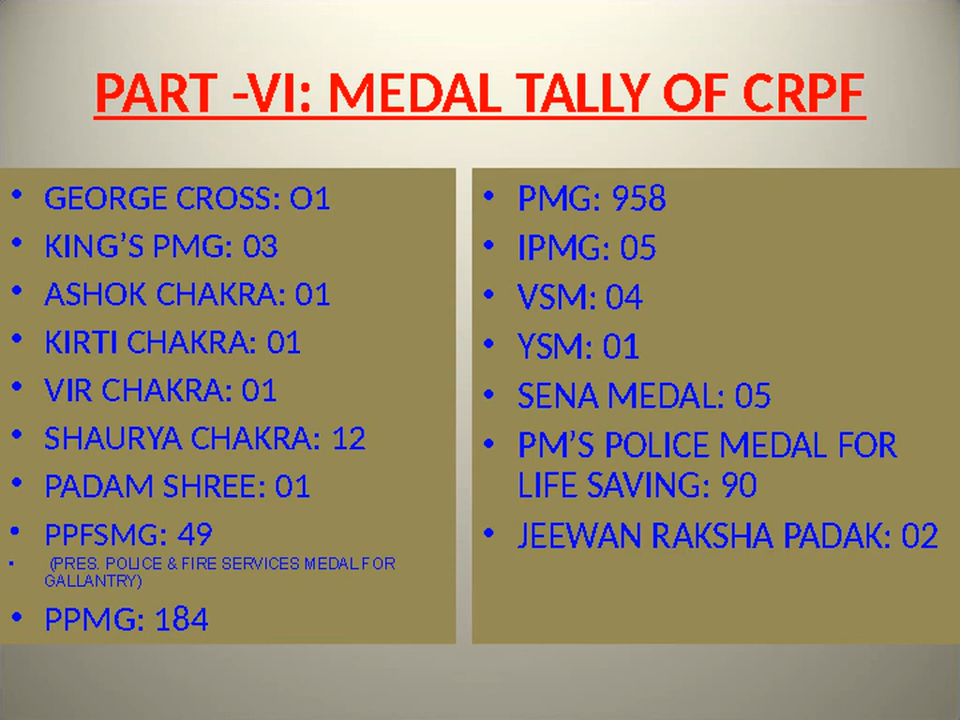 PART -VI: MEDAL TALLY OF CRPF
• GEORGE CROSS: O1
• KING’S PMG: 03
• ASHOK CHAKRA: 01
• KIRTI CHAKRA: 01
• VIR CHAKRA: 01
• SHAURYA CHAKRA: 12
• PADAM SHREE: 01
• PPFSMG: 49
• (PRES. POLICE & FIRE SERVICES MEDAL FOR
GALLANTRY)
• PPMG: 184
• PMG: 958
• IPMG: 05
• VSM: 04
• YSM: 01
• SENA MEDAL: 05
• PM’S POLICE MEDAL FOR
LIFE SAVING: 90
• JEEWAN RAKSHA PADAK: 02